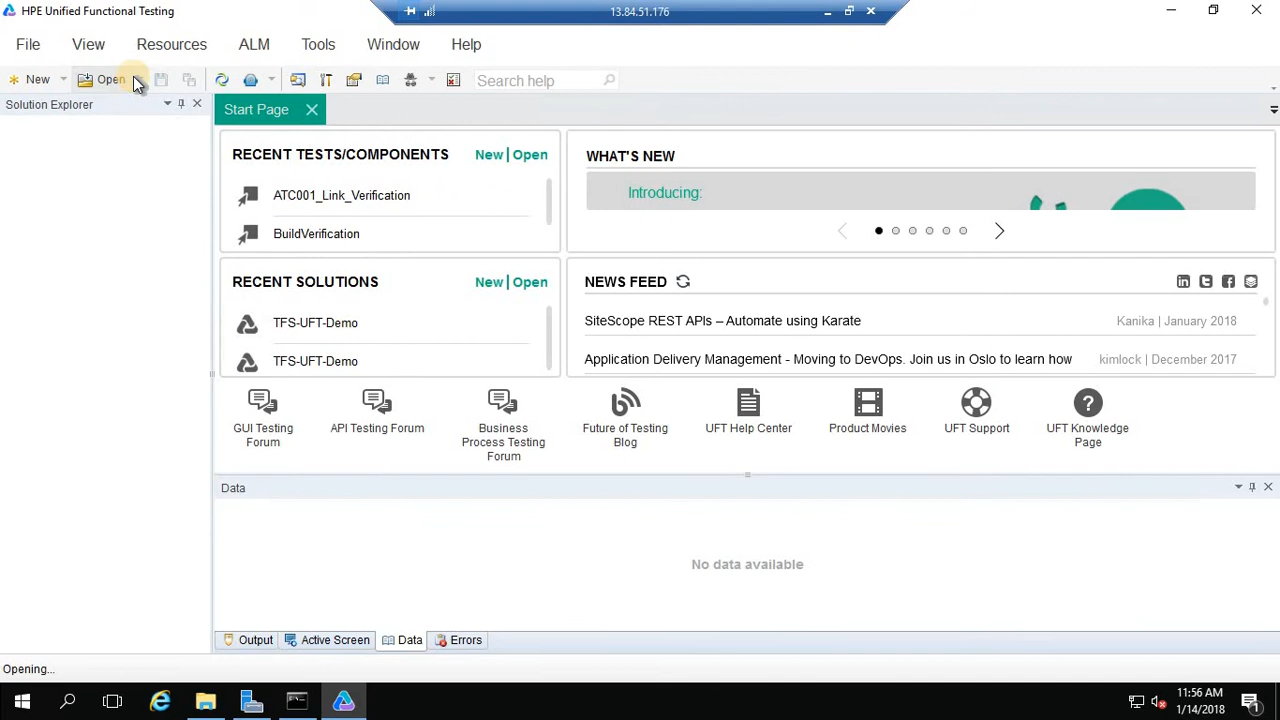 HPE Unified Functional Testing
13.84.51.176
File View Resources ALM Tools Window Help
New Open Search help
Solution Explorer
Start Page
RECENT TESTS/COMPONENTS New Open
ATC001_Link_Verification
BuildVerification
WHAT'S NEW
Introducing:
RECENT SOLUTIONS New Open
TFS-UFT-Demo
TFS-UFT-Demo
NEWS FEED
SiteScope REST APIs – Automate using Karate Kanika | January 2018
Application Delivery Management - Moving to DevOps. Join us in Oslo to learn how kimlock | December 2017
GUI Testing
Forum
API Testing Forum
Business
Process Testing
Forum
Future of Testing
Blog
UFT Help Center
Product Movies
UFT Support
UFT Knowledge
Page
Data
No data available
Output Active Screen Data Errors
Opening...
11:56 AM
1/14/2018
1